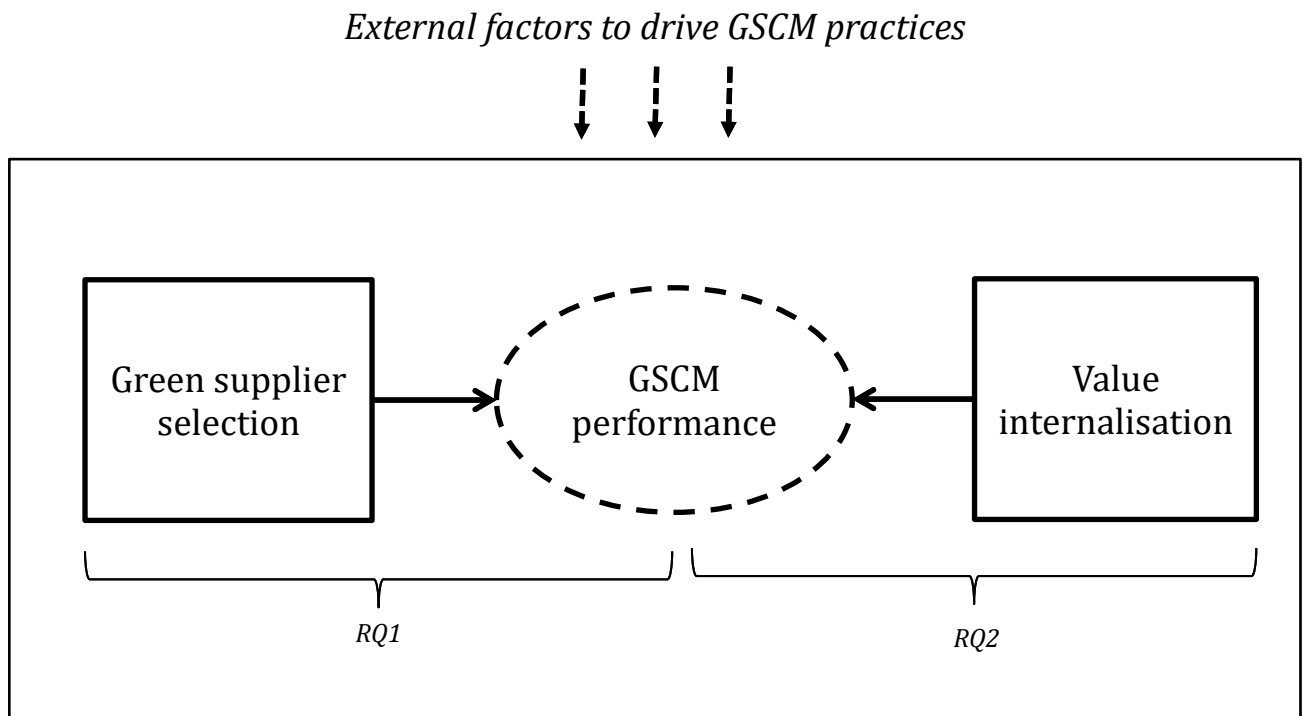 External factors to drive GSCM practices
Green supplier
selection
GSCM
performance
Value
internalisation
RQ1
RQ2